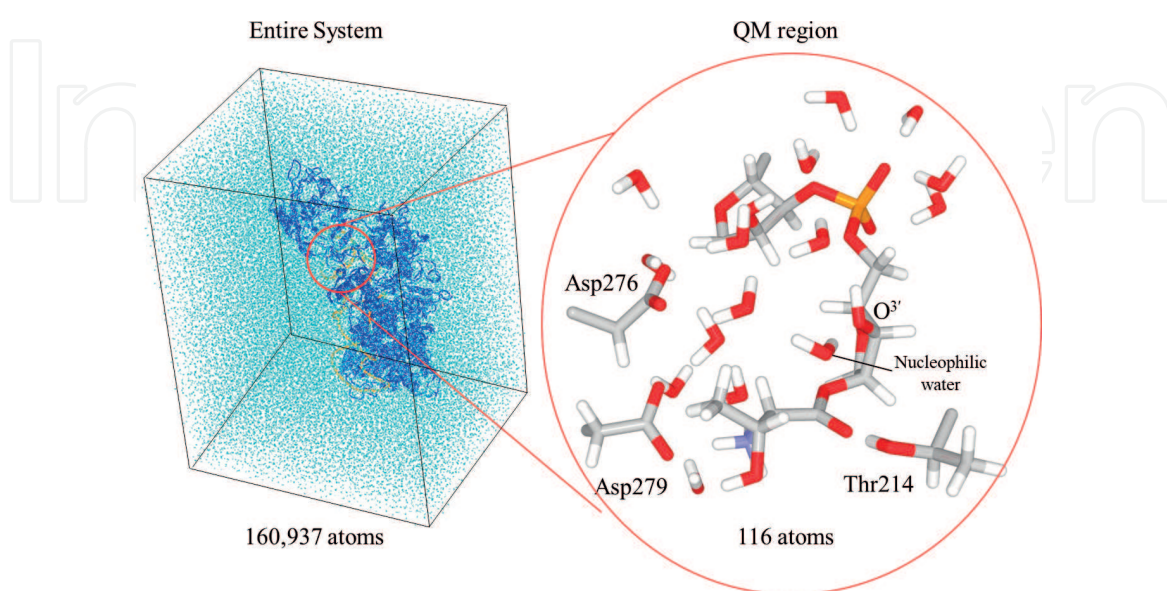 Entire System
QM region
Asp276
O3′
Nucleophilic
water
Asp279
Thr214
160,937 atoms
116 atoms